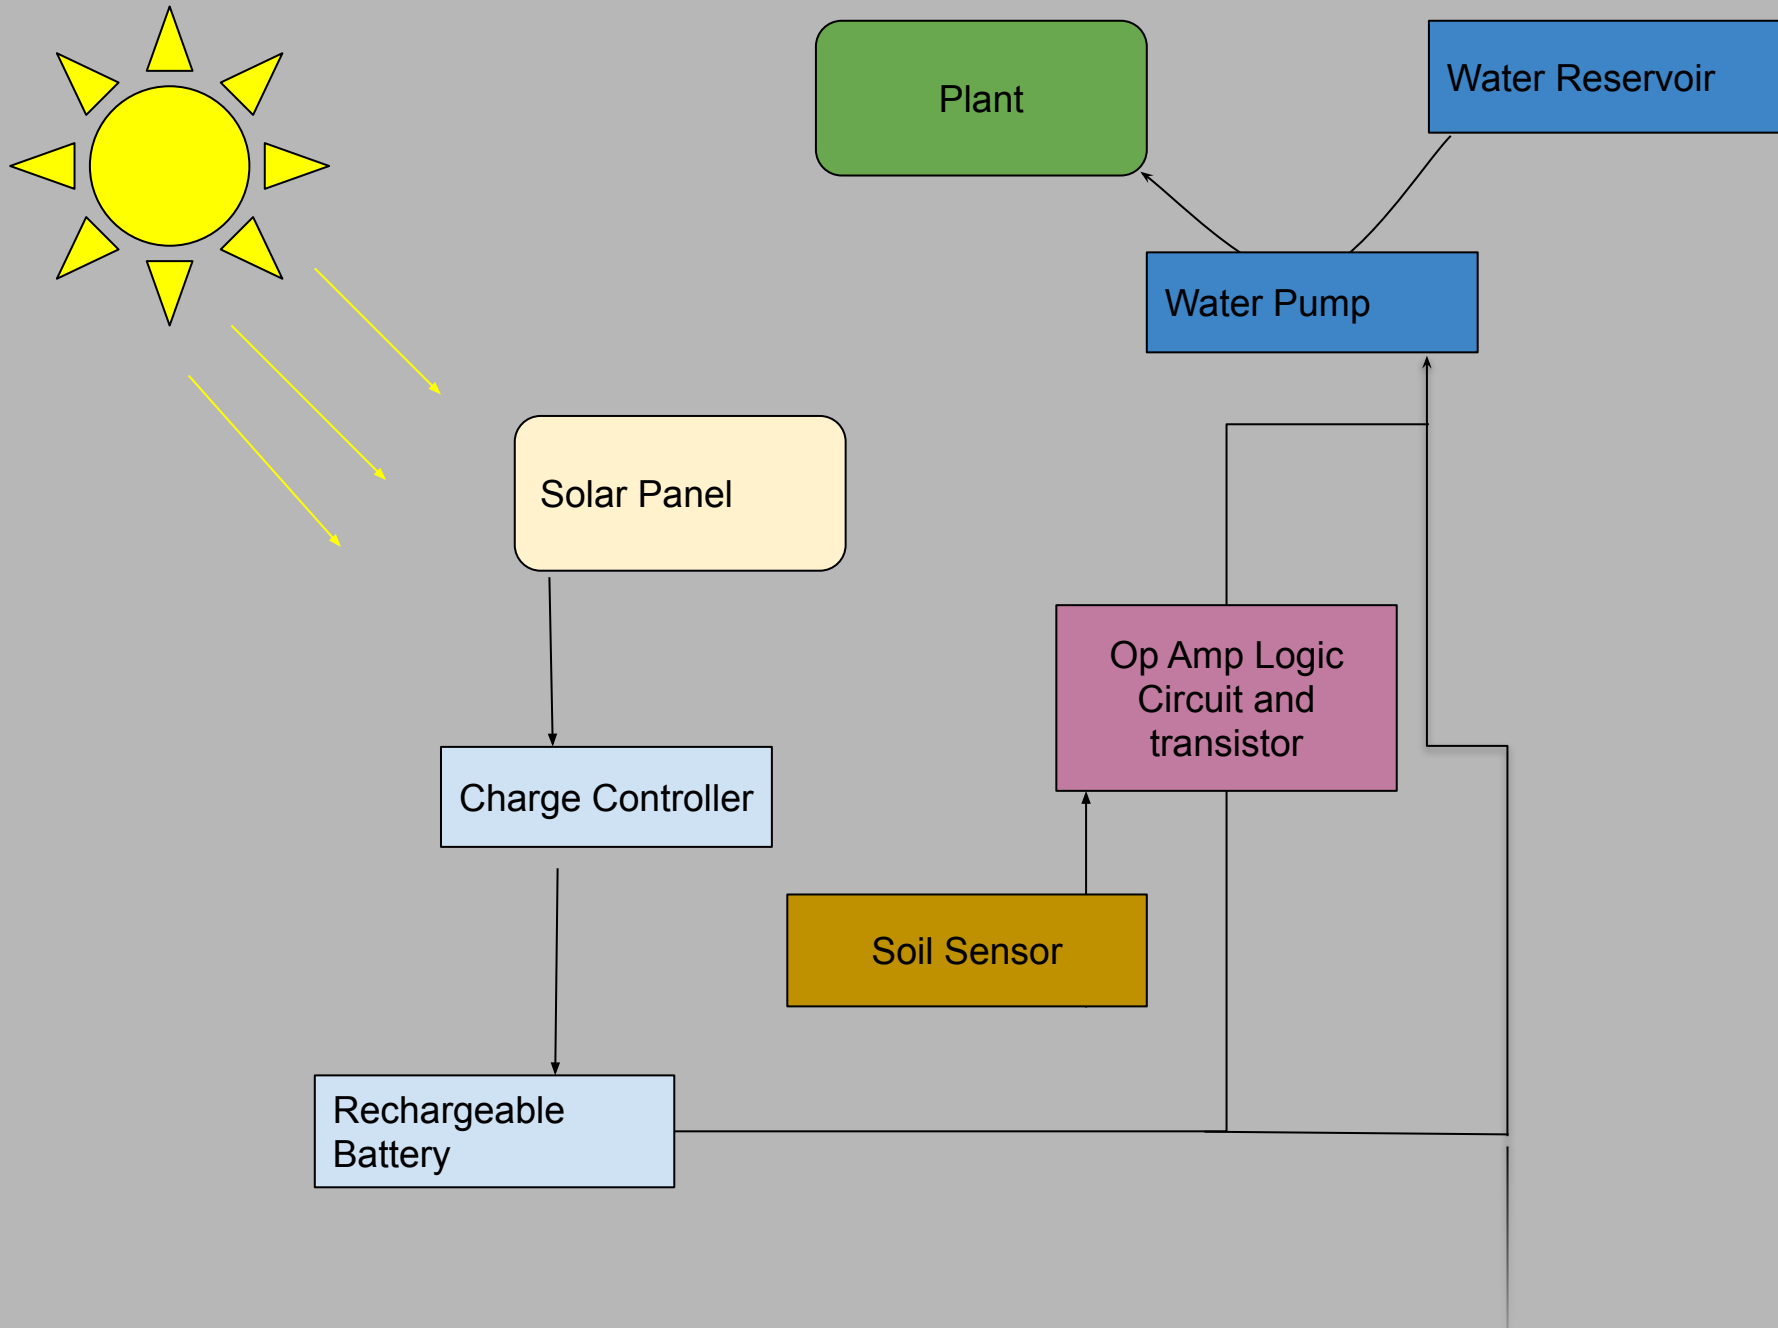 Plant
Water Reservoir
Water Pump
Solar Panel
Op Amp Logic
Circuit and
transistor
Charge Controller
Soil Sensor
Rechargeable
Battery